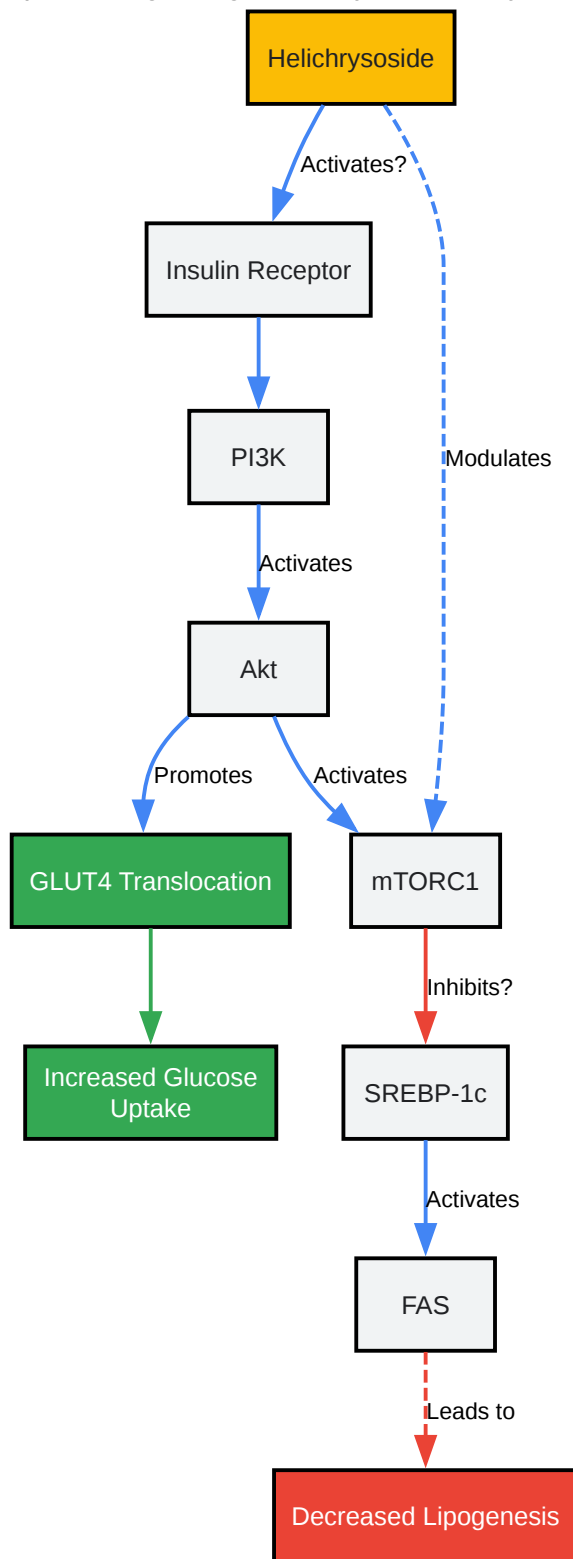 Helichrysoside
Activates?
Insulin Receptor
PI3K
Modulates
Activates
Akt
Promotes
Activates
GLUT4 Translocation
mTORC1
Inhibits?
Increased Glucose
Uptake
SREBP-1c
Activates
FAS
Leads to
Decreased Lipogenesis